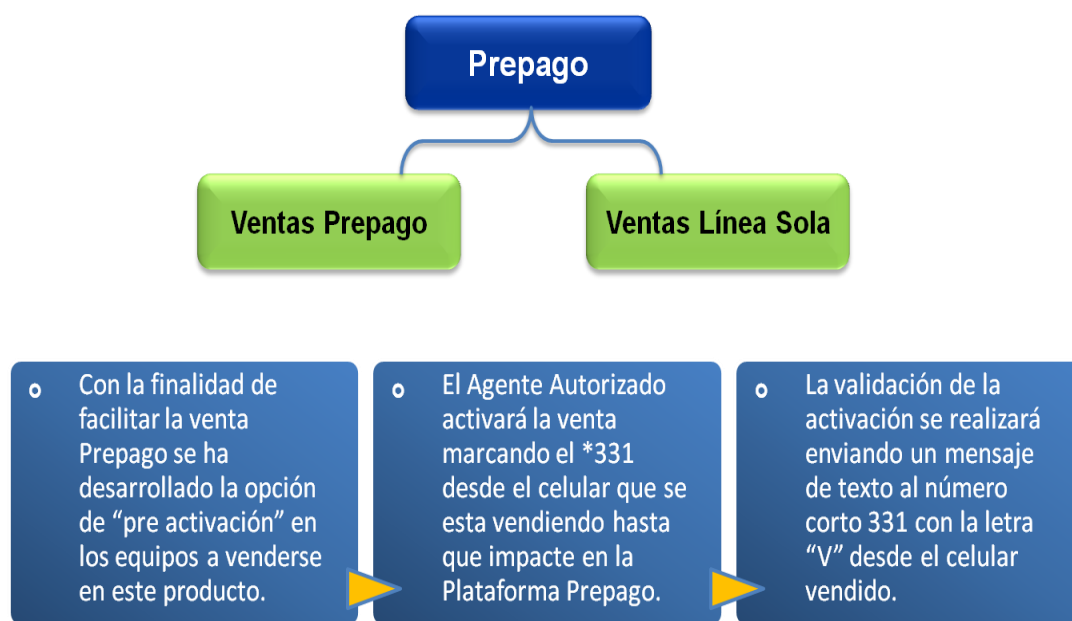 Prepago
Ventas Prepago
Ventas Línea Sola
Con la finalidad de
facilitar la venta
Prepago se ha
desarrollado la opción
de “pre activación” en
los equipos a venderse
en este producto.
El Agente Autorizado
activará la venta
marcando el *331
desde el celular que se
esta vendiendo hasta
que impacte en la
Plataforma Prepago.
La validación de la
activación se realizará
enviando un mensaje
de texto al número
corto 331 con la letra
“V” desde el celular
vendido.